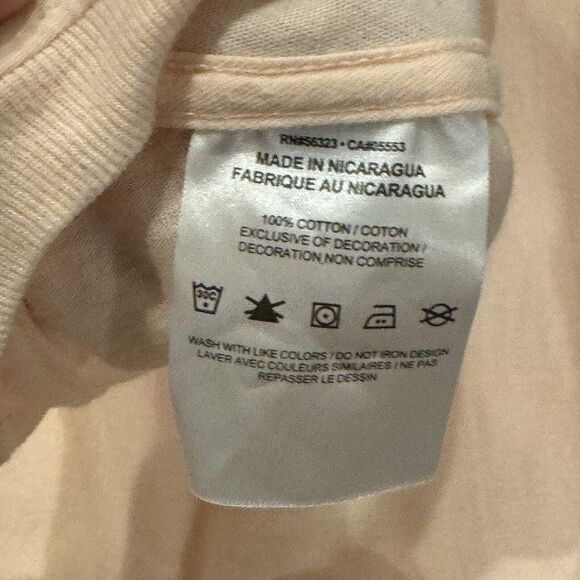 RN#56323 • CA#05553
MADE IN NICARAGUA
FABRIQUE AU NICARAGUA
100% COTTON / COTON
EXCLUSIVE OF DECORATION /
DECORATION NON COMPRISE
30C
WASH WITH LIKE COLORS / DO NOT IRON DESIGN
LAVER AVEC COULEURS SIMILAIRES / NE PAS
REPASSER LE DESSIN